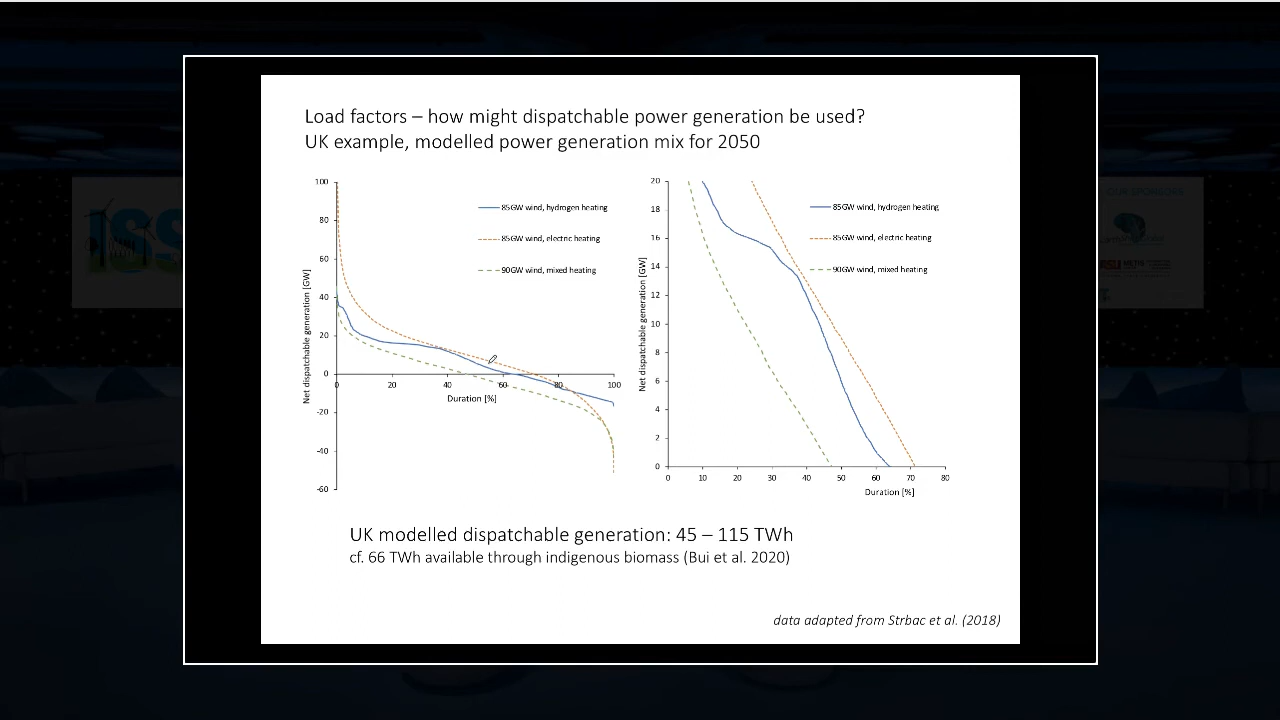 Load factors – how might dispatchable power generation be used?
UK example, modelled power generation mix for 2050
100
80
60
40
20
0
-20
-40
-60
Net dispatchable generation [GW]
0
20
40
60
80
100
Duration [%]
85GW wind, hydrogen heating
85GW wind, electric heating
90GW wind, mixed heating
20
18
16
14
12
10
8
6
4
2
0
Net dispatchable generation [GW]
0
10
20
30
40
50
60
70
80
Duration [%]
85GW wind, hydrogen heating
85GW wind, electric heating
90GW wind, mixed heating
UK modelled dispatchable generation: 45 – 115 TWh
cf. 66 TWh available through indigenous biomass (Bui et al. 2020)
data adapted from Strbac et al. (2018)